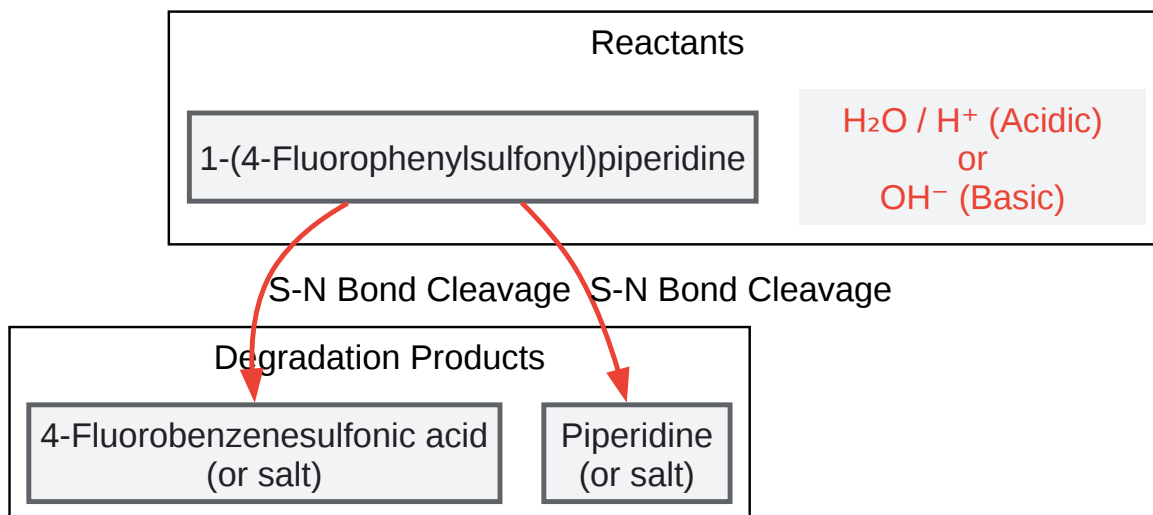 Reactants
1-(4-Fluorophenylsulfonyl)piperidine
H₂O / H⁺ (Acidic)
or
OH⁻ (Basic)
S-N Bond Cleavage
S-N Bond Cleavage
Degradation Products
4-Fluorobenzenesulfonic acid
(or salt)
Piperidine
(or salt)